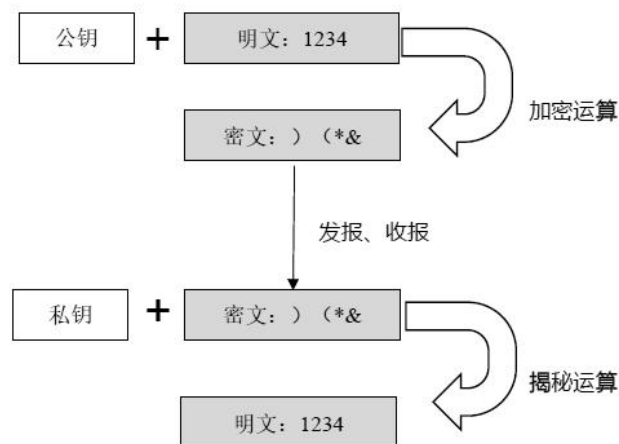 公钥 + 明文：1234
加密运算
密文：）（*&
发报、收报
私钥 + 密文：）（*&
揭秘运算
明文：1234